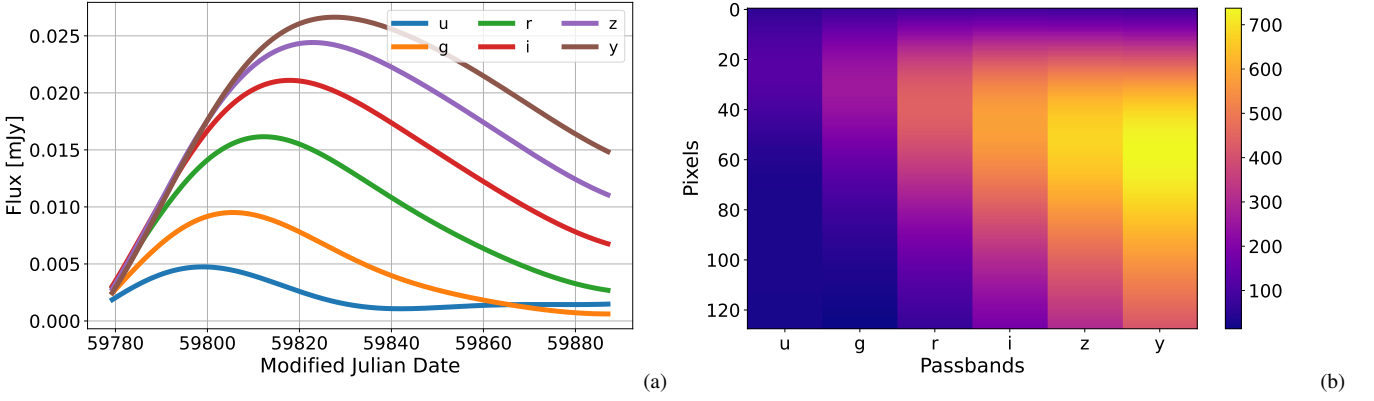 Flux [mJy]
0.025
0.020
0.015
0.010
0.005
0.000
u r z
g i y
59780 59800 59820 59840 59860 59880
Modified Julian Date
(a)
Pixels
0
20
40
60
80
100
120
u g r i z y
Passbands
700
600
500
400
300
200
100
(b)